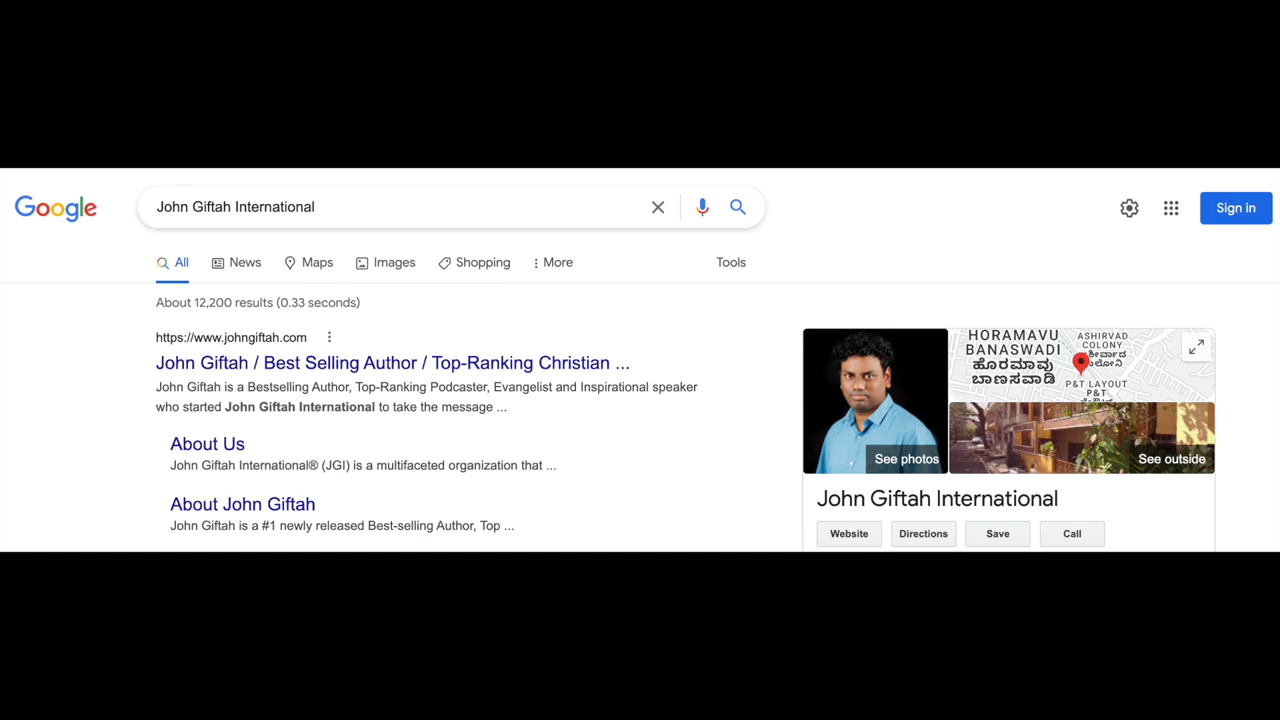 Google
John Giftah International
Sign in
All
News
Maps
Images
Shopping
More
Tools
About 12,200 results (0.33 seconds)
https://www.johngiftah.com
John Giftah / Best Selling Author / Top-Ranking Christian ...
John Giftah is a Bestselling Author, Top-Ranking Podcaster, Evangelist and Inspirational speaker
who started John Giftah International to take the message ...
About Us
John Giftah International® (JGI) is a multifaceted organization that ...
About John Giftah
John Giftah is a #1 newly released Best-selling Author, Top ...
See photos
HORAMAVU
BANASWADI
ಹೊರಮಾವು
ಬಾಣಸವಾಡಿ
ASHIRVAD
COLONY
P&T LAYOUT
P&T
See outside
John Giftah International
Website
Directions
Save
Call